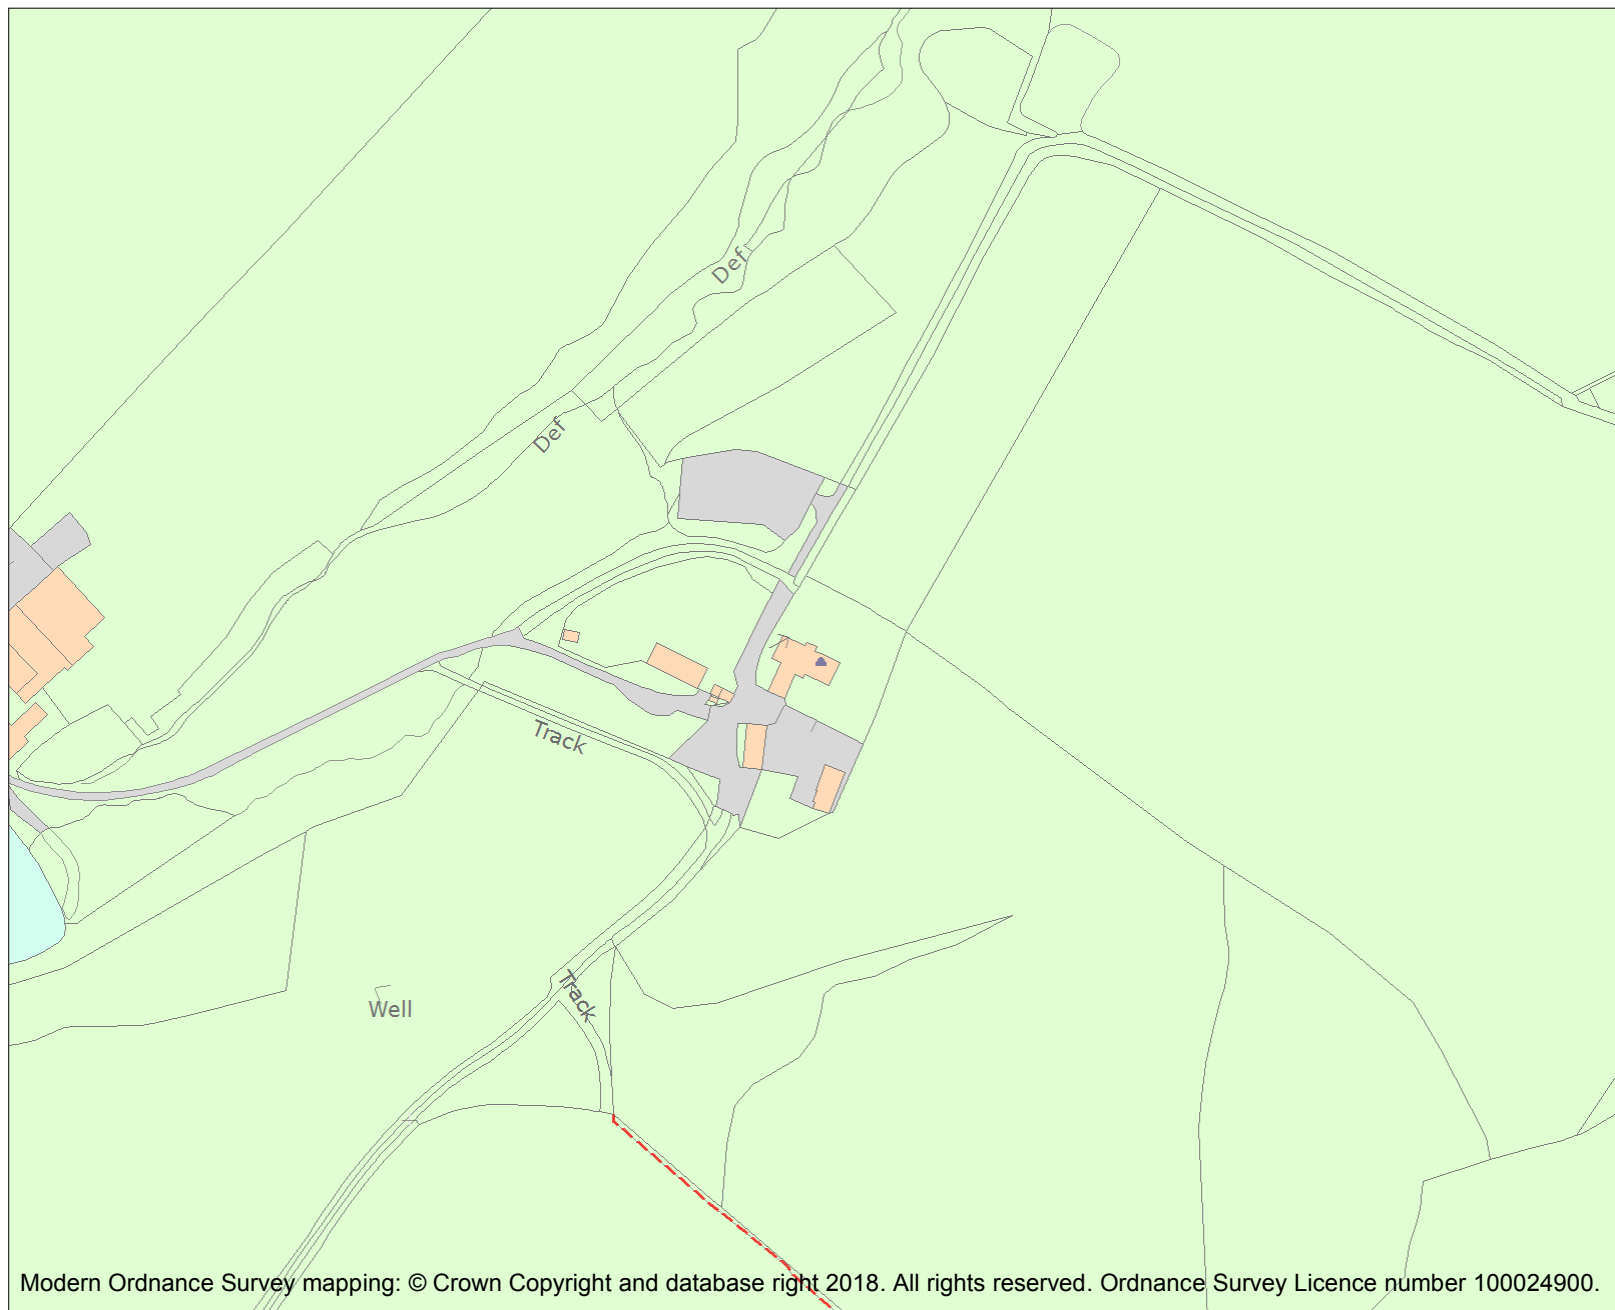 Def
Def
Track
Track
Well
Modern Ordnance Survey mapping: © Crown Copyright and database right 2018. All rights reserved. Ordnance Survey Licence number 100024900.